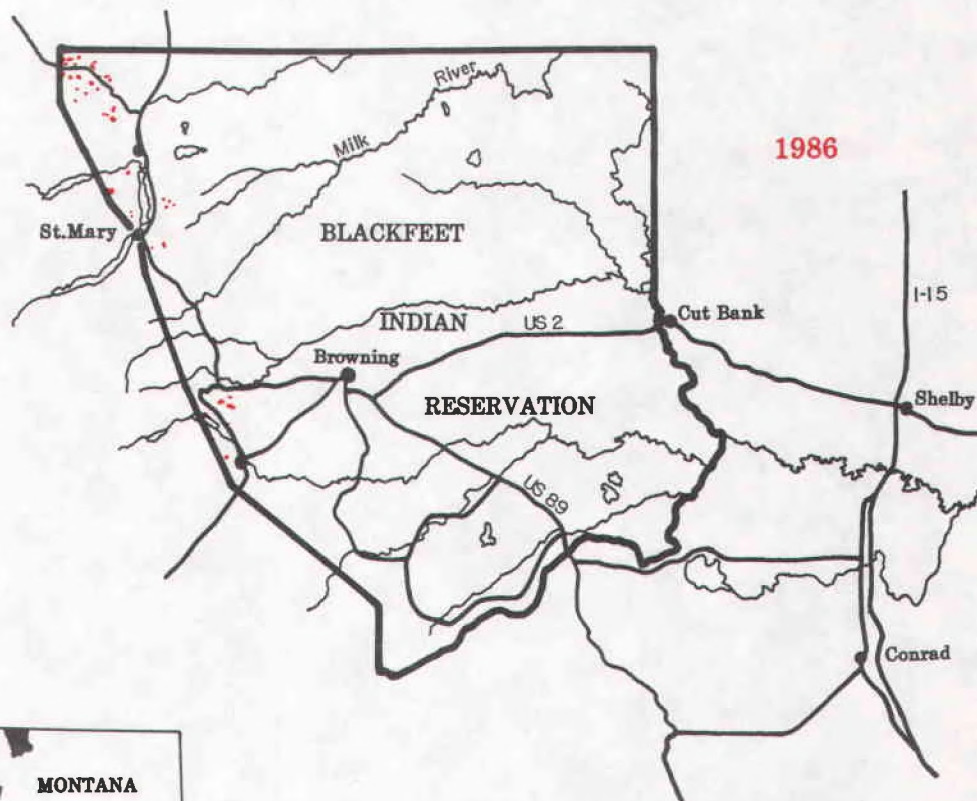 1986
River
Milk
St.Mary
BLACKFEET
I-15
Cut Bank
US 2
INDIAN
Browning
Shelby
RESERVATION
US 89
Conrad
MONTANA